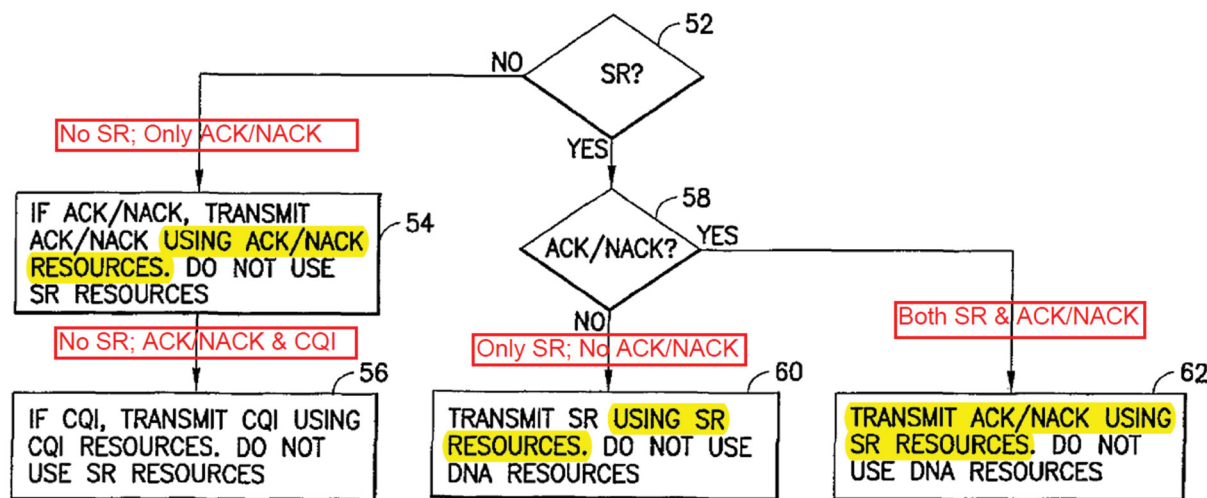 52
SR?
NO
YES
No SR; Only ACK/NACK
IF ACK/NACK, TRANSMIT
ACK/NACK USING ACK/NACK
RESOURCES. DO NOT USE
SR RESOURCES
54
58
ACK/NACK?
YES
NO
No SR; ACK/NACK & CQI
Only SR; No ACK/NACK
Both SR & ACK/NACK
56
IF CQI, TRANSMIT CQI USING
CQI RESOURCES. DO NOT
USE SR RESOURCES
60
TRANSMIT SR USING SR
RESOURCES. DO NOT USE
DNA RESOURCES
62
TRANSMIT ACK/NACK USING
SR RESOURCES. DO NOT
USE DNA RESOURCES